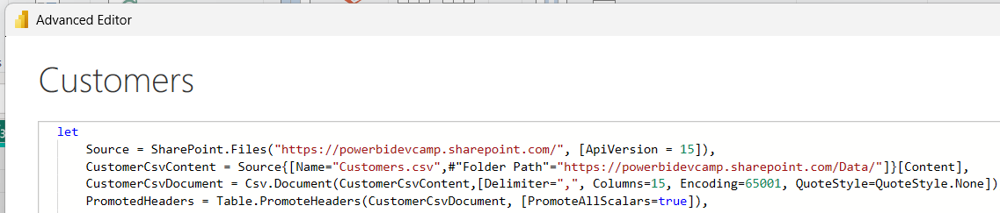 Advanced Editor
Customers
let
Source = SharePoint.Files("https://powerbidevcamp.sharepoint.com/", [ApiVersion = 15]),
CustomerCsvContent = Source{[Name="Customers.csv",#"Folder Path"="https://powerbidevcamp.sharepoint.com/Data/"]}[Content],
CustomerCsvDocument = Csv.Document(CustomerCsvContent,[Delimiter=",", Columns=15, Encoding=65001, QuoteStyle=QuoteStyle.None])
PromotedHeaders = Table.PromoteHeaders(CustomerCsvDocument, [PromoteAllScalars=true]),